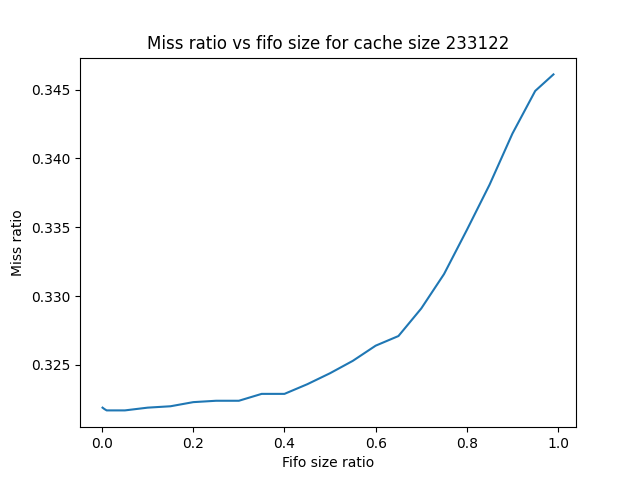 Miss ratio vs fifo size for cache size 233122
0.345
0.340
0.335
0.330
0.325
Miss ratio
0.0 0.2 0.4 0.6 0.8 1.0
Fifo size ratio